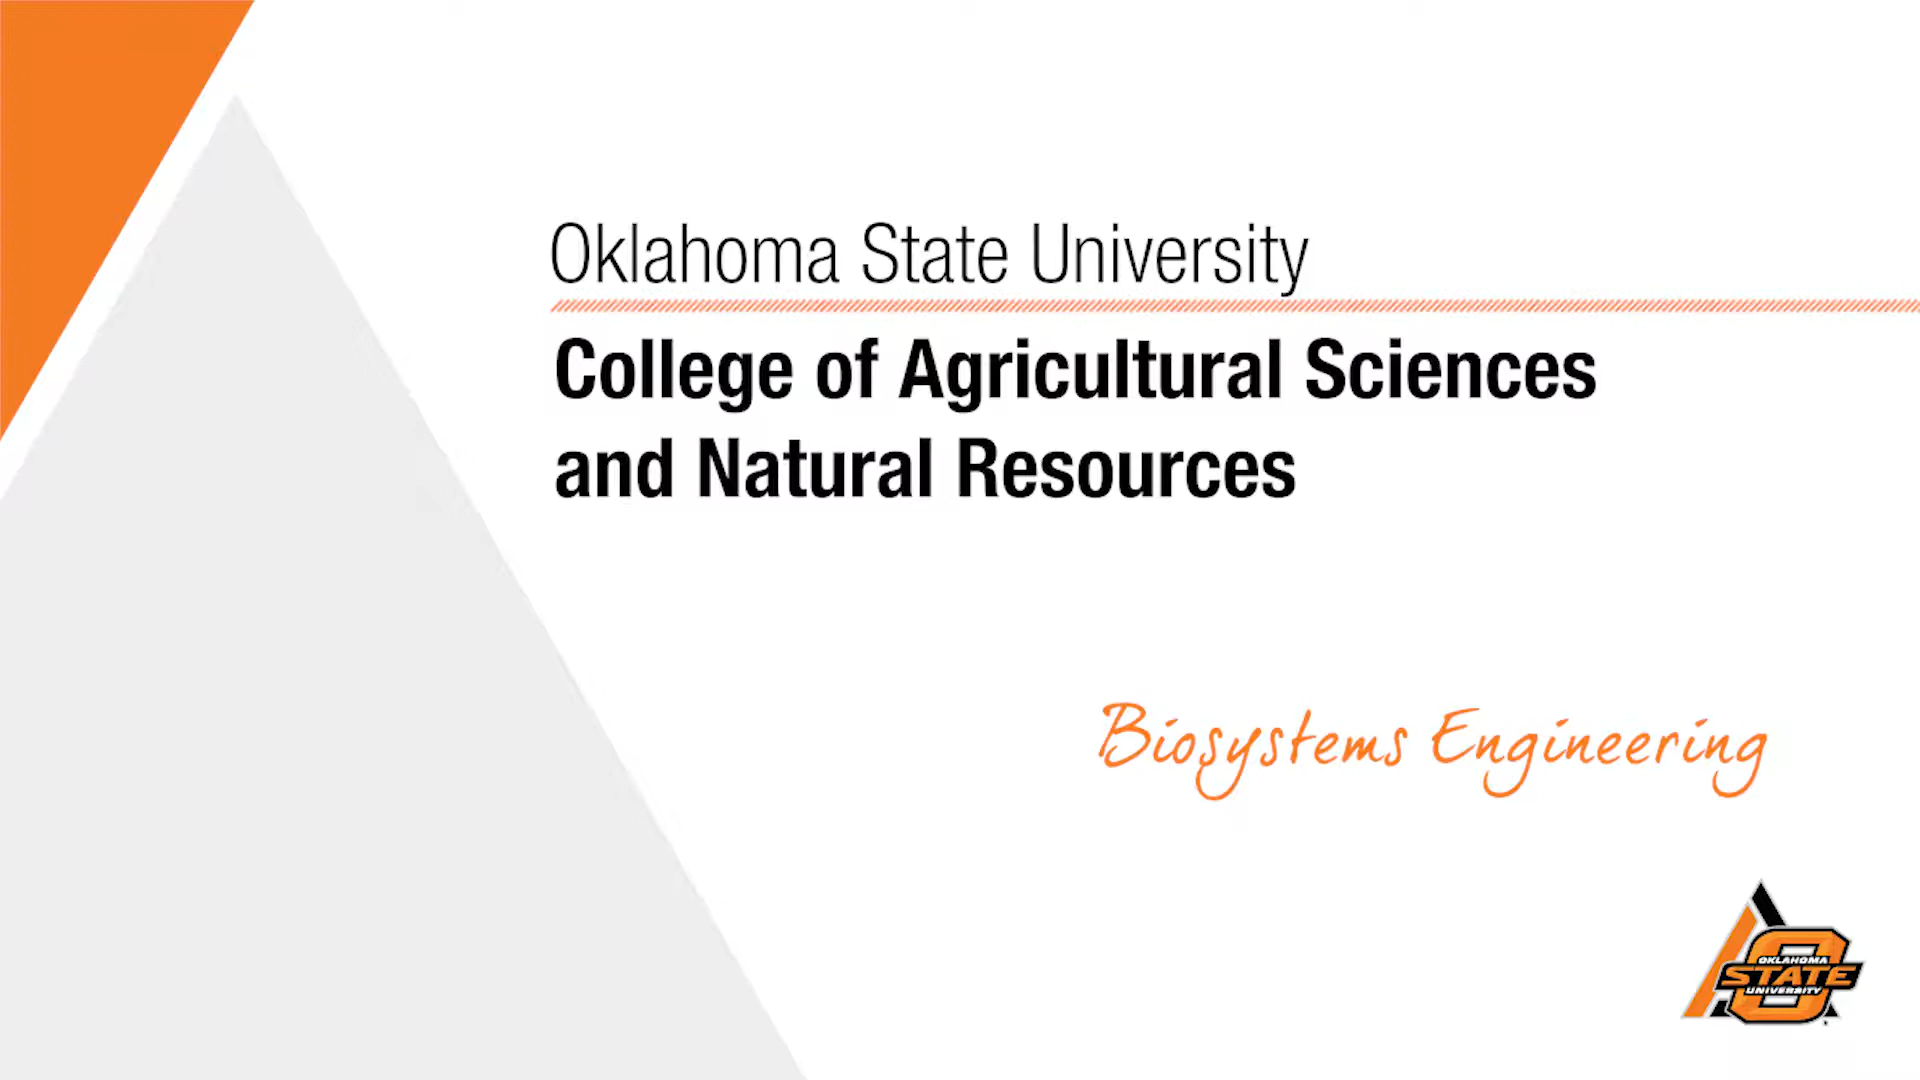 Oklahoma State University
College of Agricultural Sciences
and Natural Resources
Biosystems Engineering
OKLAHOMA
STATE
UNIVERSITY